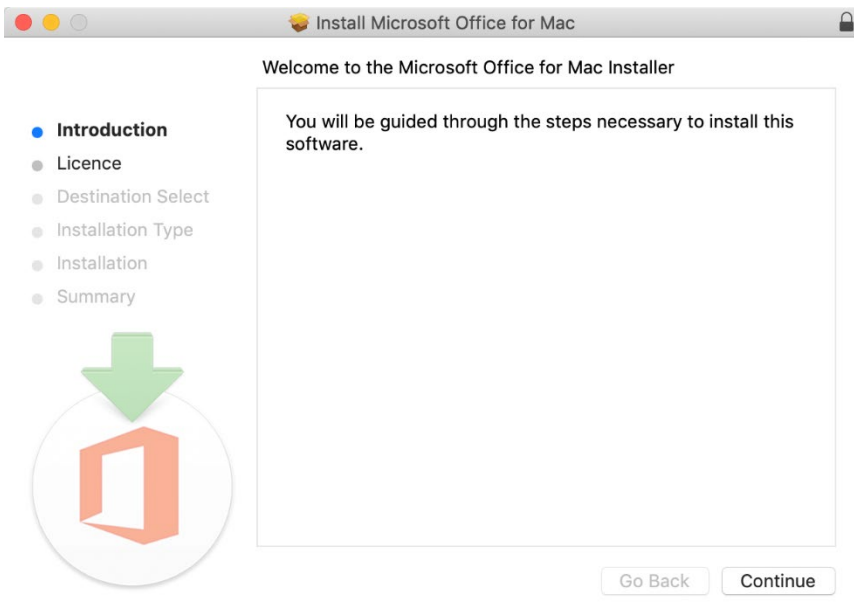 Install Microsoft Office for Mac
Welcome to the Microsoft Office for Mac Installer
Introduction
Licence
Destination Select
Installation Type
Installation
Summary
You will be guided through the steps necessary to install this
software.
Go Back
Continue